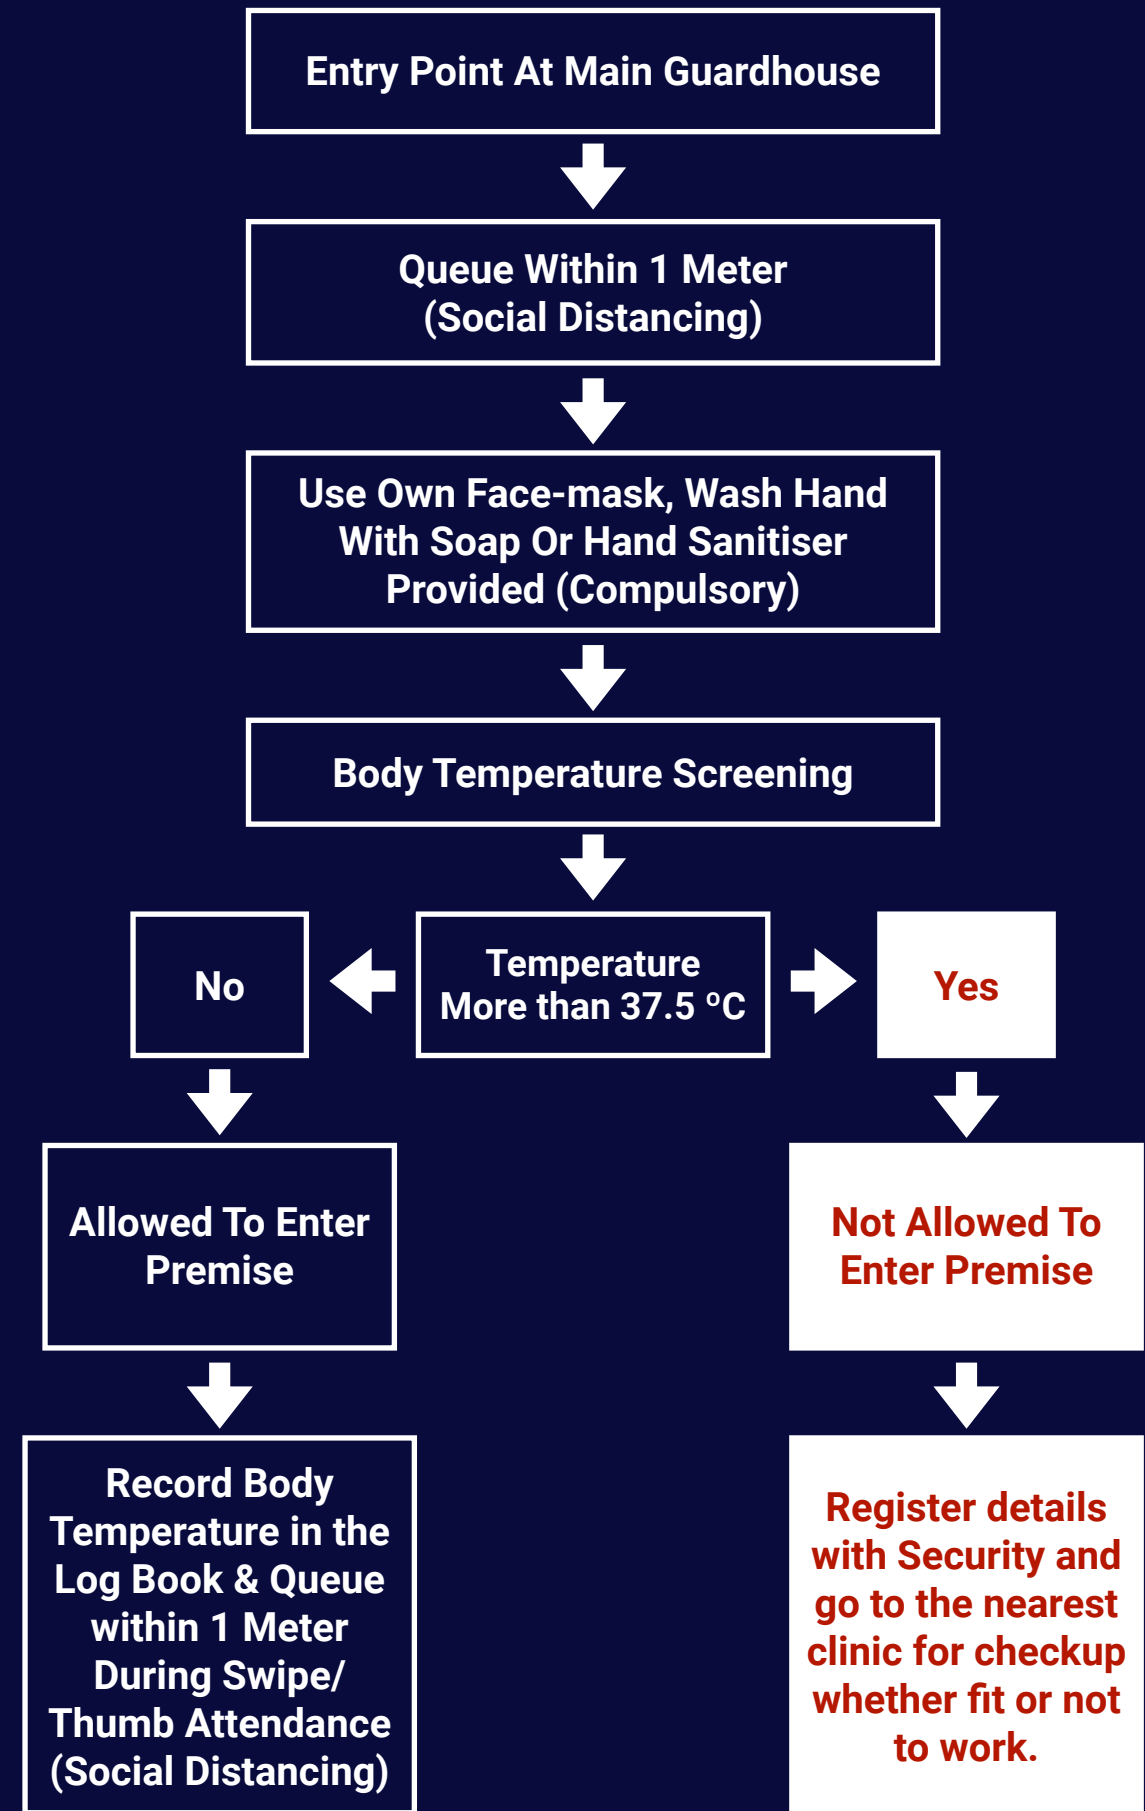 Entry Point At Main Guardhouse
Queue Within 1 Meter
(Social Distancing)
Use Own Face-mask, Wash Hand
With Soap Or Hand Sanitiser
Provided (Compulsory)
Body Temperature Screening
No
Temperature
More than 37.5 ºC
Yes
Allowed To Enter
Premise
Not Allowed To
Enter Premise
Record Body
Temperature in the
Log Book & Queue
within 1 Meter
During Swipe/
Thumb Attendance
(Social Distancing)
Register details
with Security and
go to the nearest
clinic for checkup
whether fit or not
to work.